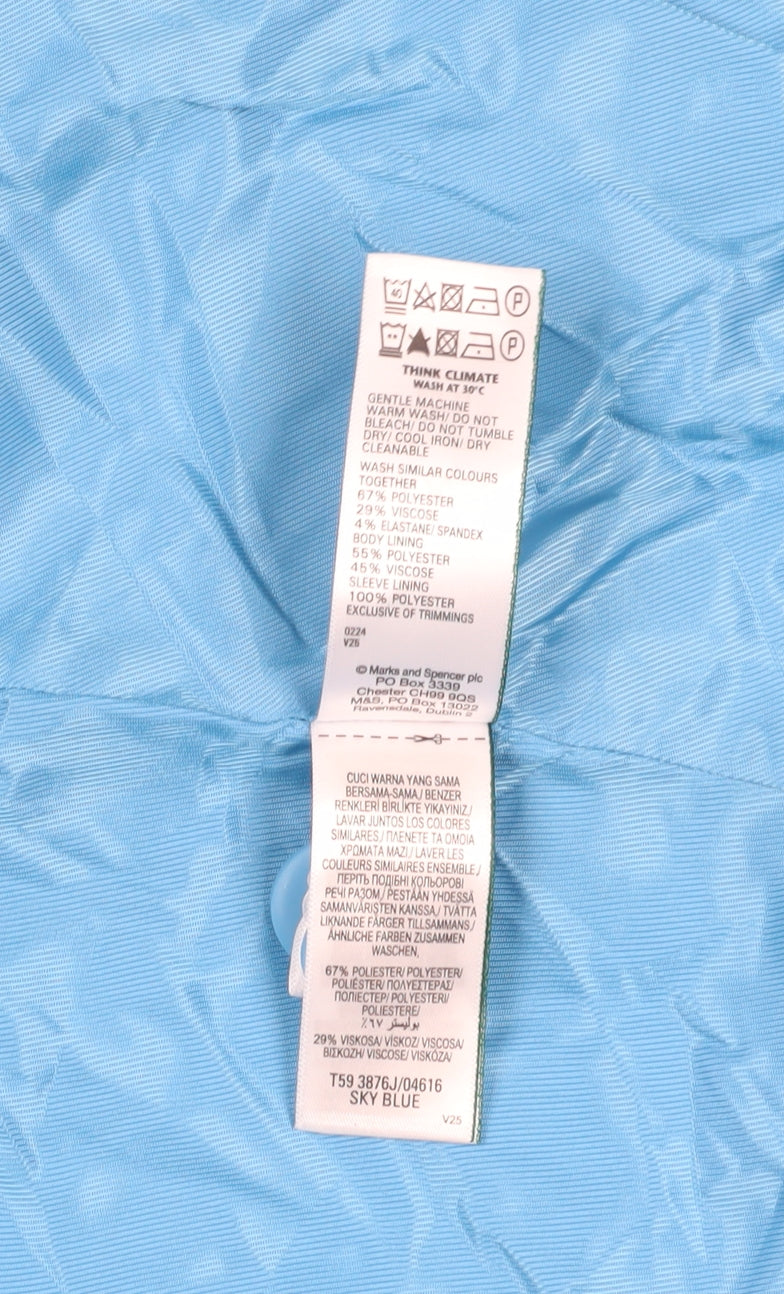 40
P
P
THINK CLIMATE
WASH AT 30°C
GENTLE MACHINE
WARM WASH/ DO NOT
BLEACH/ DO NOT TUMBLE
DRY/ COOL IRON/ DRY
CLEANABLE
WASH SIMILAR COLOURS
TOGETHER
67% POLYESTER
29% VISCOSE
4% ELASTANE/ SPANDEX
BODY LINING
55% POLYESTER
45% VISCOSE
SLEEVE LINING
100% POLYESTER
EXCLUSIVE OF TRIMMINGS
0224
V25
© Marks and Spencer plc
PO Box 3339
Chester CH99 9QS
M&S, PO Box 13022
Ravensdale, Dublin 2
CUCI WARNA YANG SAMA
BERSAMA-SAMA/ BENZER
RENKLERİ BİRLİKTE YIKAYINIZ/
LAVAR JUNTOS LOS COLORES
SIMILARES/ ΠΛΕΝΕΤΕ ΤΑ ΟΜΟΙΑ
ΧΡΩΜΑΤΑ ΜΑΖΙ/ LAVER LES
COULEURS SIMILAIRES ENSEMBLE/
ПЕРІТЬ ПОДІБНІ КОЛЬОРОВІ
РЕЧІ РАЗОМ/ PESTÄÄN YHDESSÄ
SAMANVÄRISTEN KANSSA/ TVÄTTA
LIKNANDE FÄRGER TILLSAMMANS/
ÄHNLICHE FARBEN ZUSAMMEN
WASCHEN.
67% POLIESTER/ POLYESTER/
POLIÉSTER/ ΠΟΛΥΕΣΤΕΡΑΣ/
ПОЛІЕСТЕР/ POLYESTERI/
POLIESTERE/
بوليستر ٦٧٪
29% VISKOSA/ VİSKOZ/ VISCOSA/
ΒΙΣΚΟΖΗ/ VISCOSE/ VISKÓZA/
T59 3876J/04616
SKY BLUE
V25